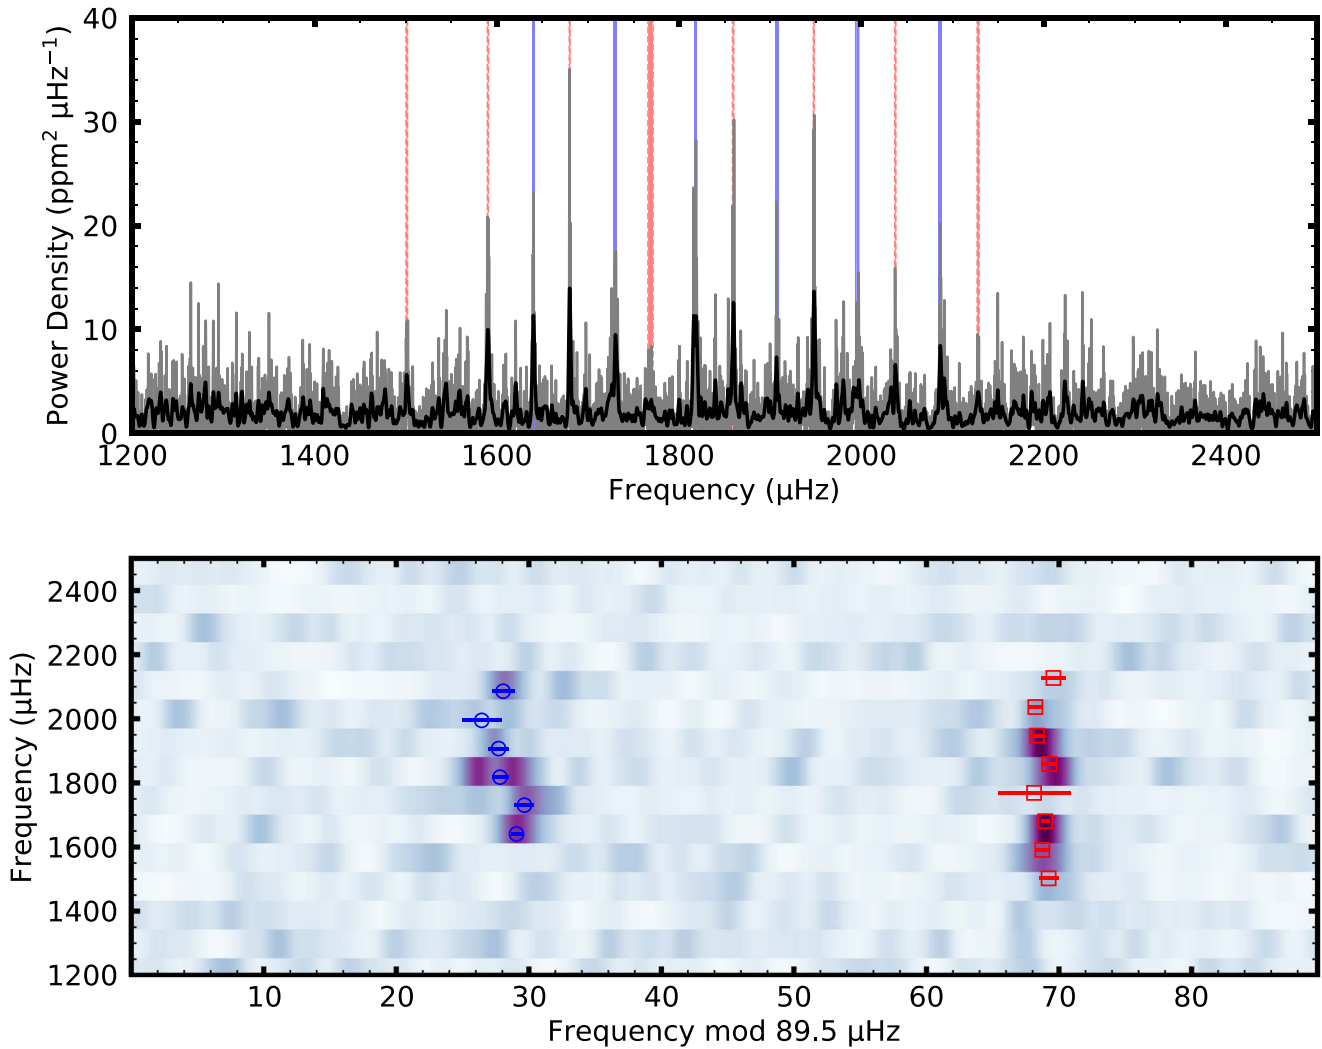 40
30
20
10
0
Power Density (ppm² μHz⁻¹)
1200 1400 1600 1800 2000 2200 2400
Frequency (μHz)
2400
2200
2000
1800
1600
1400
1200
Frequency (μHz)
10 20 30 40 50 60 70 80
Frequency mod 89.5 μHz